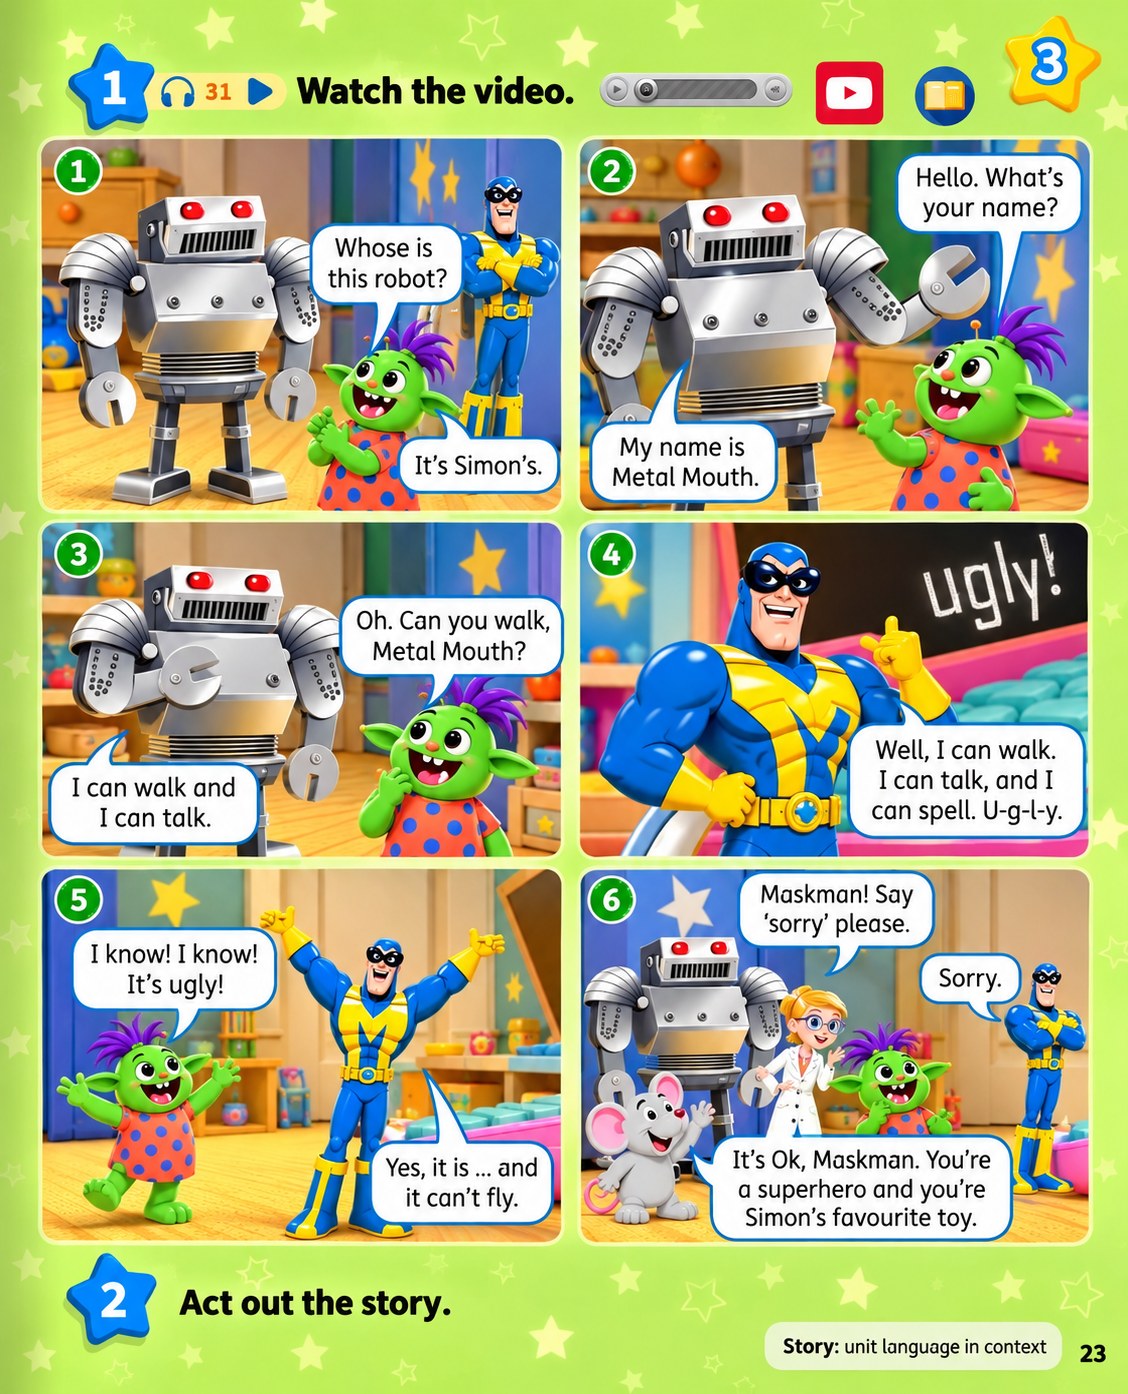 1
31
Watch the video.
3
1
Whose is
this robot?
It's Simon's.
2
Hello. What's
your name?
My name is
Metal Mouth.
3
Oh. Can you walk,
Metal Mouth?
I can walk and
I can talk.
4
ugly!
Well, I can walk.
I can talk, and I
can spell. U-g-l-y.
5
I know! I know!
It's ugly!
M
Yes, it is ... and
it can't fly.
6
Maskman! Say
'sorry' please.
Sorry.
It's Ok, Maskman. You're
a superhero and you're
Simon's favourite toy.
2
Act out the story.
Story: unit language in context
23